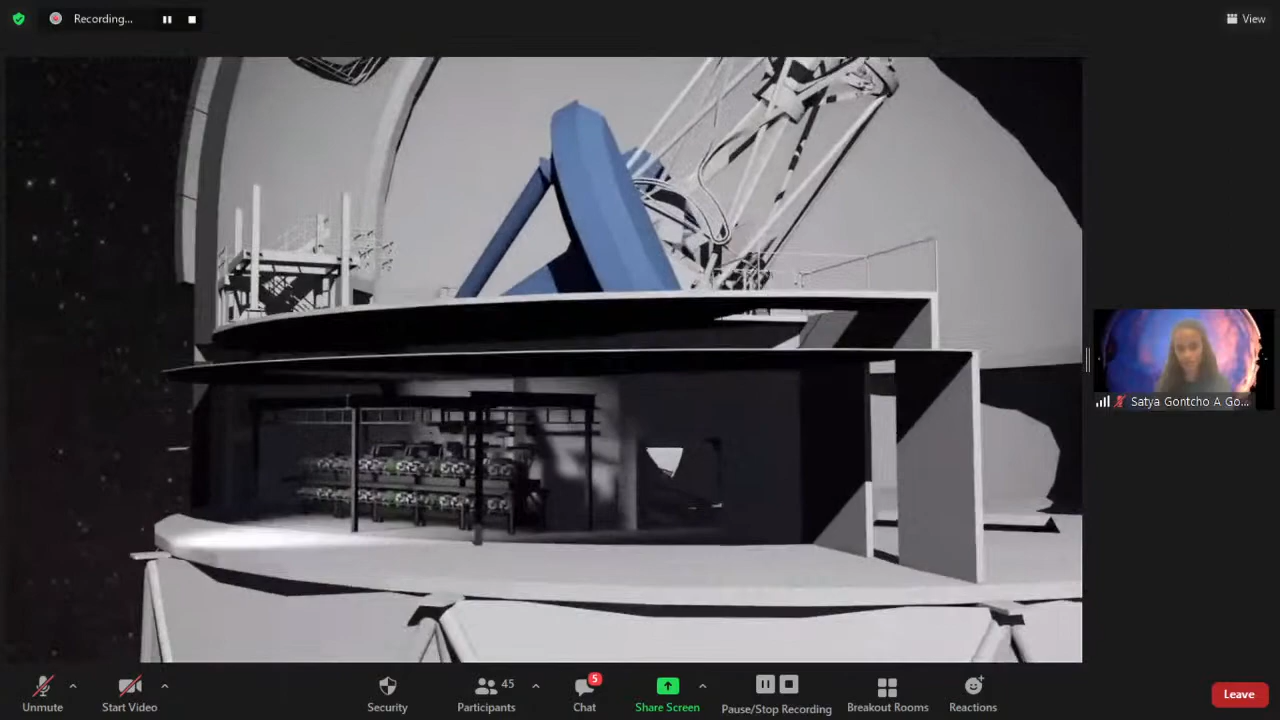 Recording...
View
Satya Gontcho A Go...
Unmute
Start Video
Security
45
Participants
5
Chat
Share Screen
Pause/Stop Recording
Breakout Rooms
Reactions
Leave